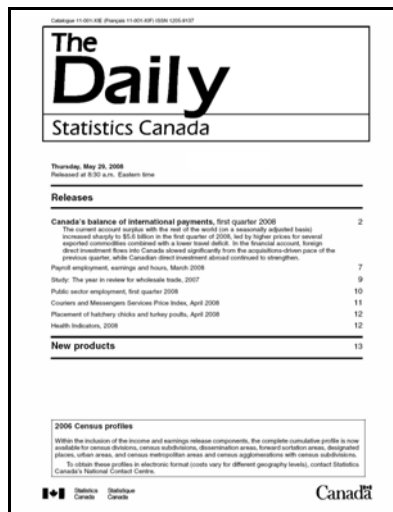 Catalogue 11-001-XIE (Français 11-001-XIF) ISSN 1205-9137
The
Daily
Statistics Canada
Thursday, May 29, 2008
Released at 8:30 a.m. Eastern time
Releases
Canada's balance of international payments, first quarter 2008 2
The current account surplus with the rest of the world (on a seasonally adjusted basis)
increased sharply to $5.6 billion in the first quarter of 2008, led by higher prices for several
exported commodities combined with a lower travel deficit. In the financial account, foreign
direct investment flows into Canada slowed significantly from the acquisitions-driven pace of the
previous quarter, while Canadian direct investment abroad continued to strengthen.
Payroll employment, earnings and hours, March 2008 7
Study: The year in review for wholesale trade, 2007 9
Public sector employment, first quarter 2008 10
Couriers and Messengers Services Price Index, April 2008 11
Placement of hatchery chicks and turkey poults, April 2008 12
Health Indicators, 2008 12
New products 13
2006 Census profiles
Within the inclusion of the income and earnings release components, the complete cumulative profile is now
available for census divisions, census subdivisions, dissemination areas, forward sortation areas, designated
places, urban areas, and census metropolitan areas and census agglomerations with census subdivisions.
To obtain these profiles in electronic format (costs vary for different geography levels), contact Statistics
Canada's National Contact Centre.
Statistics Statistique
Canada Canada
Canada